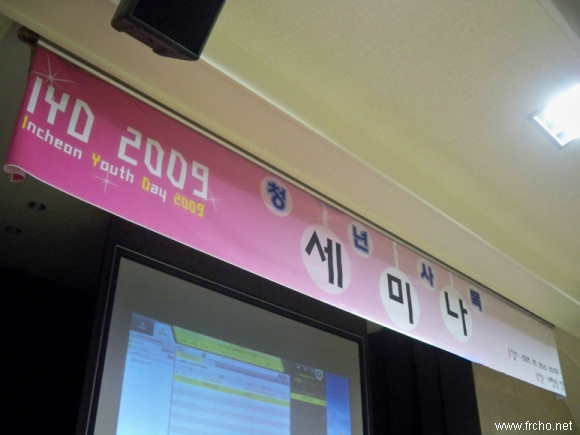 IYD 2009
Incheon Youth Day 2009
청년사목
세미나
www.frcho.net